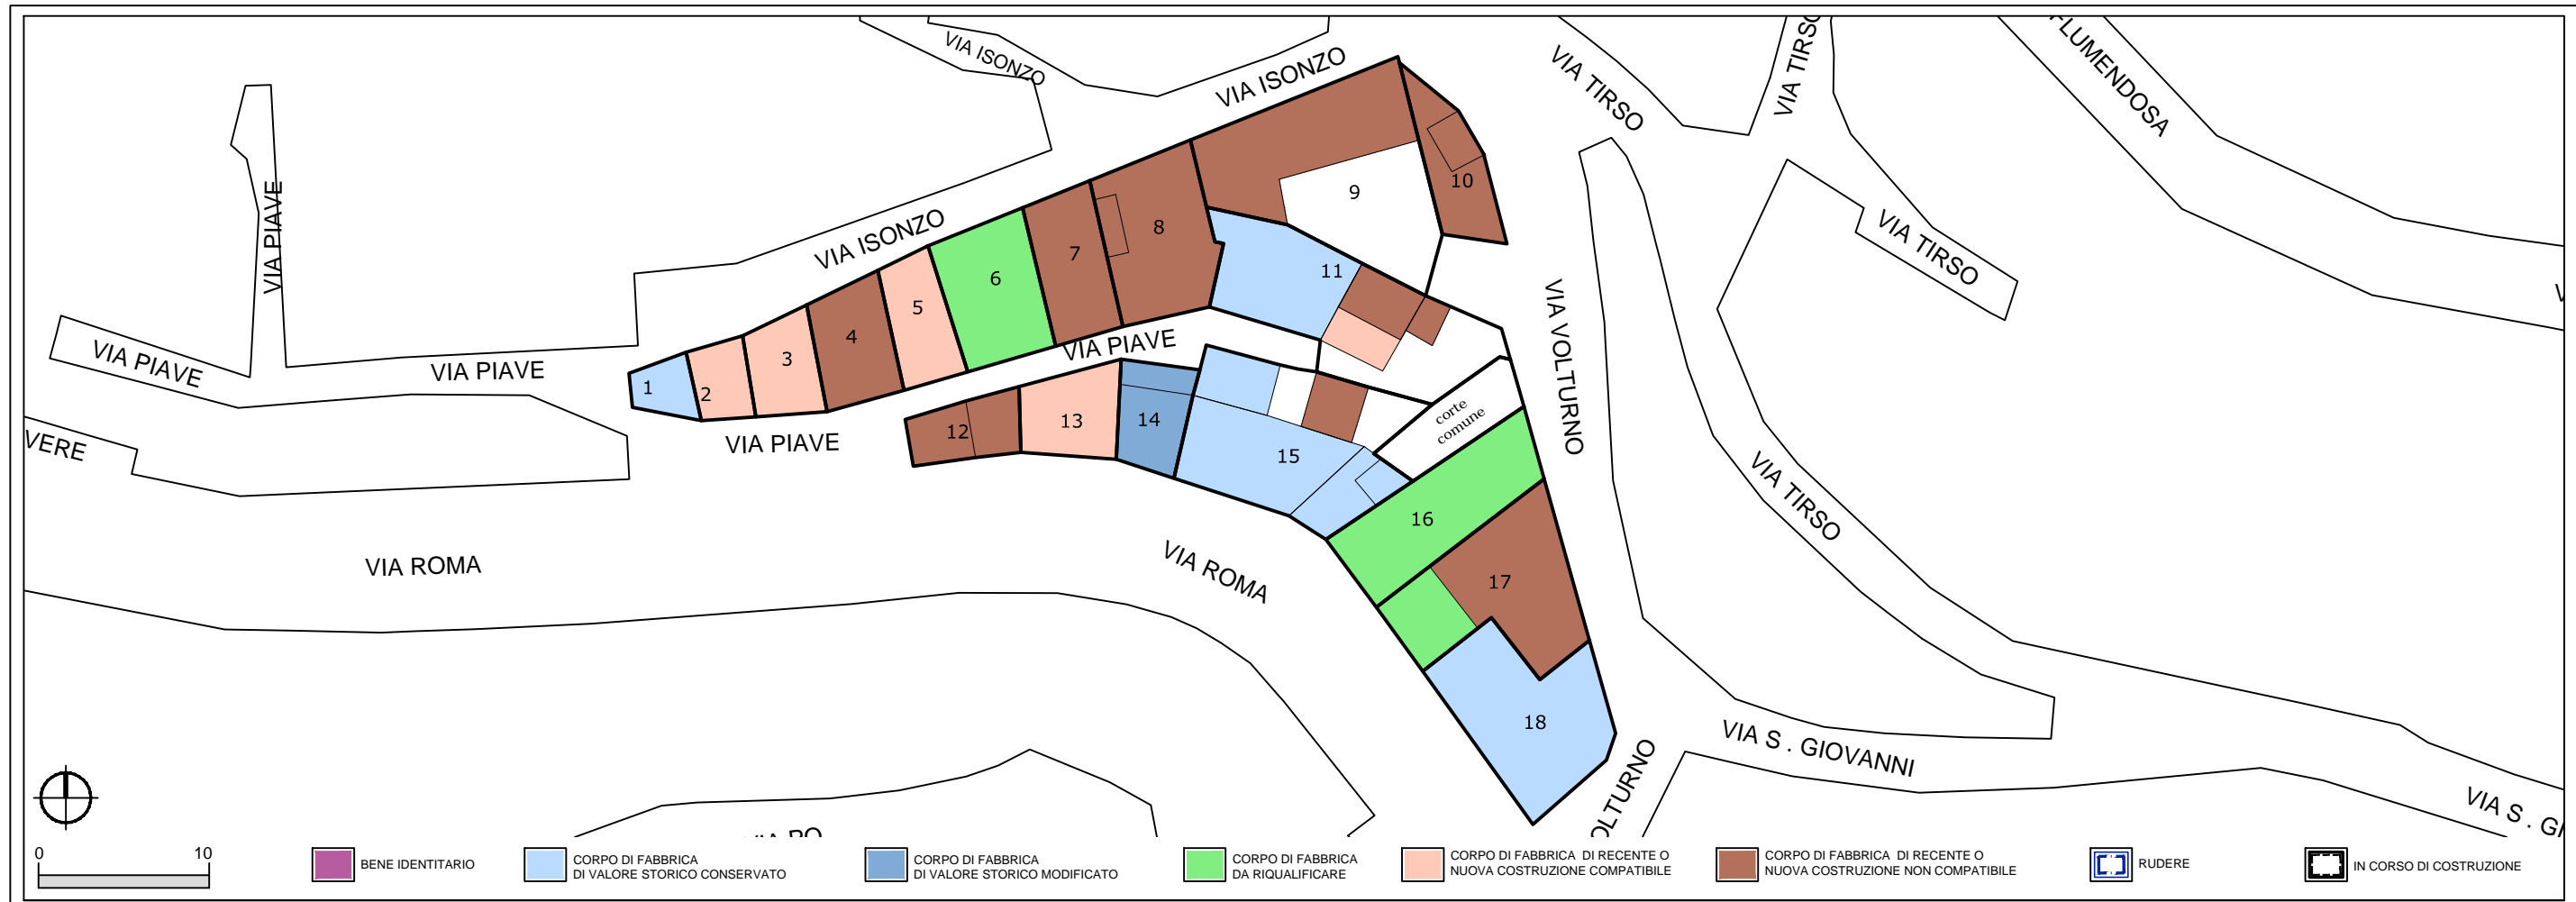 VIA ISONZO
VIA ISONZO
VIA TIRSO
VIA TIRSO
FLUMENDOSA
VIA PIAVE
VIA ISONZO
VIA TIRSO
VIA PIAVE
VIA PIAVE
VIA PIAVE
VIA VOLTURNO
VERE
VIA PIAVE
VIA TIRSO
VIA ROMA
VIA ROMA
1
2
3
4
5
6
7
8
9
10
11
12
13
14
15
16
17
18
corte
comune
VIA S . GIOVANNI
OLTURNO
VIA S . GI
0 10
BENE IDENTITARIO
CORPO DI FABBRICA
DI VALORE STORICO CONSERVATO
CORPO DI FABBRICA
DI VALORE STORICO MODIFICATO
CORPO DI FABBRICA
DA RIQUALIFICARE
CORPO DI FABBRICA DI RECENTE O
NUOVA COSTRUZIONE COMPATIBILE
CORPO DI FABBRICA DI RECENTE O
NUOVA COSTRUZIONE NON COMPATIBILE
RUDERE
IN CORSO DI COSTRUZIONE